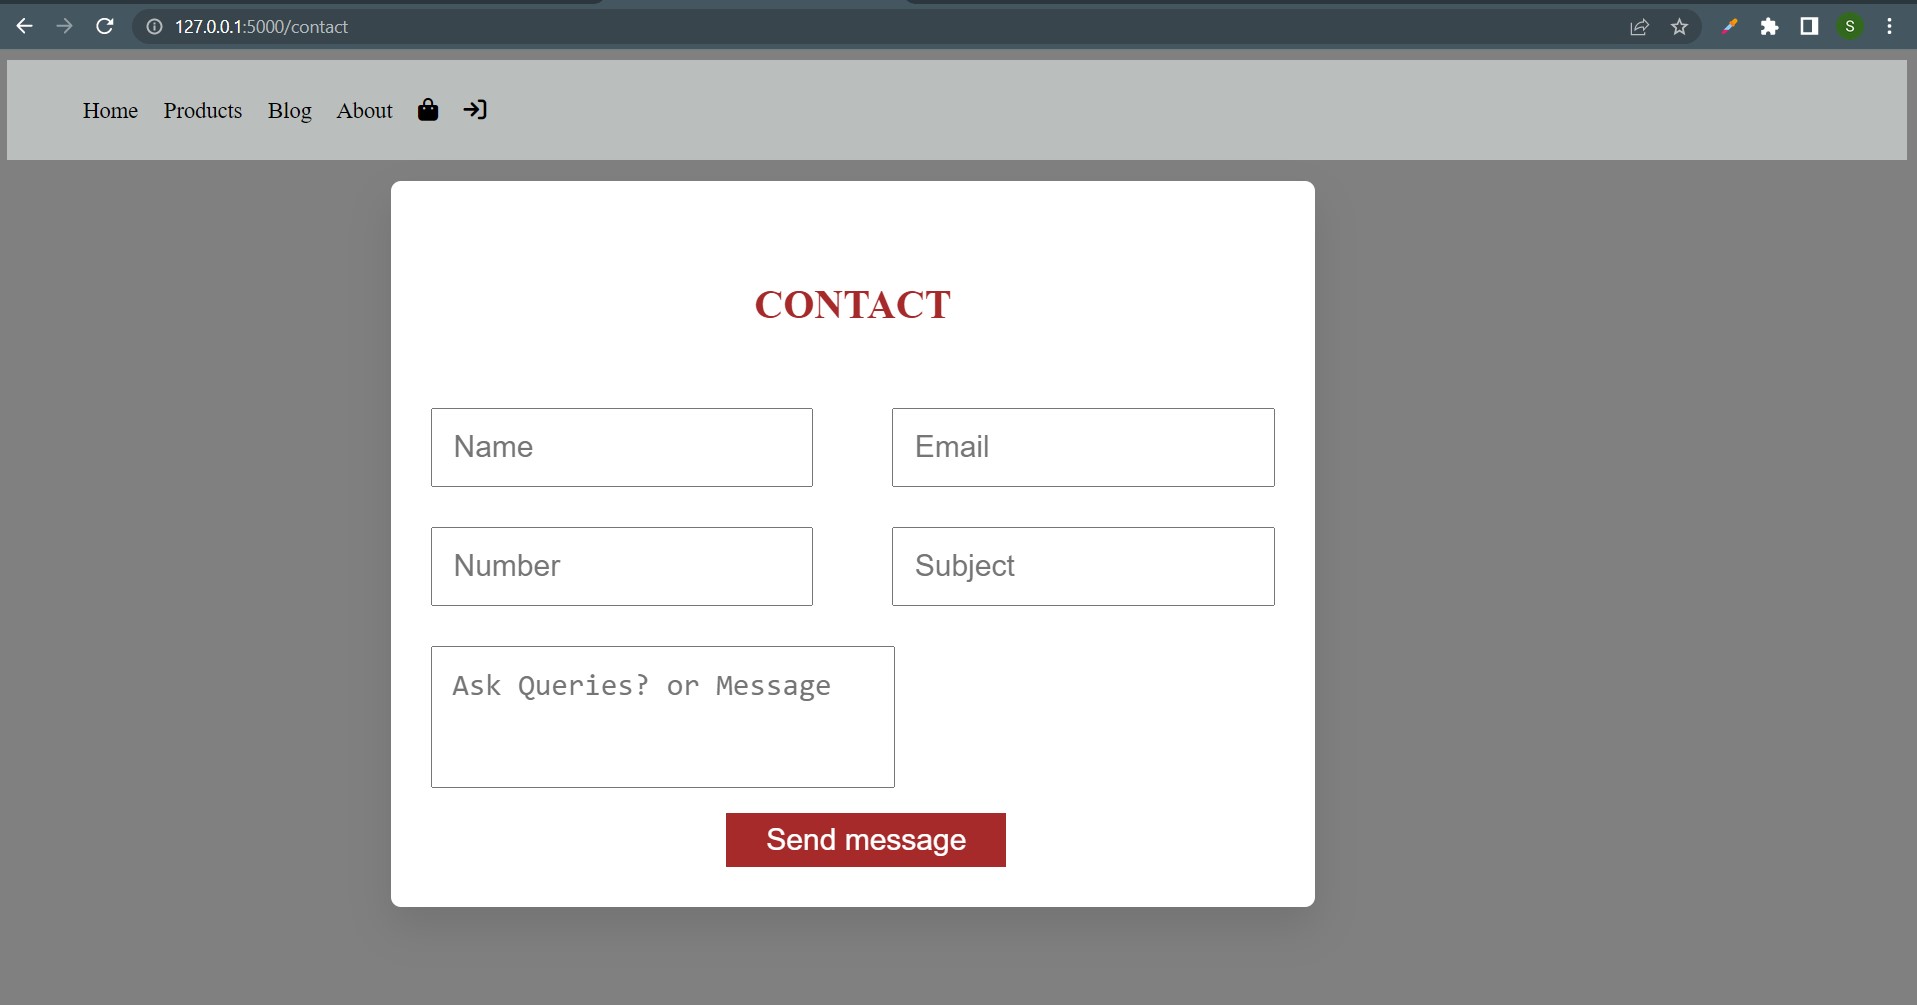 127.0.0.1:5000/contact
S
Home Products Blog About
CONTACT
Name Email
Number Subject
Ask Queries? or Message
Send message